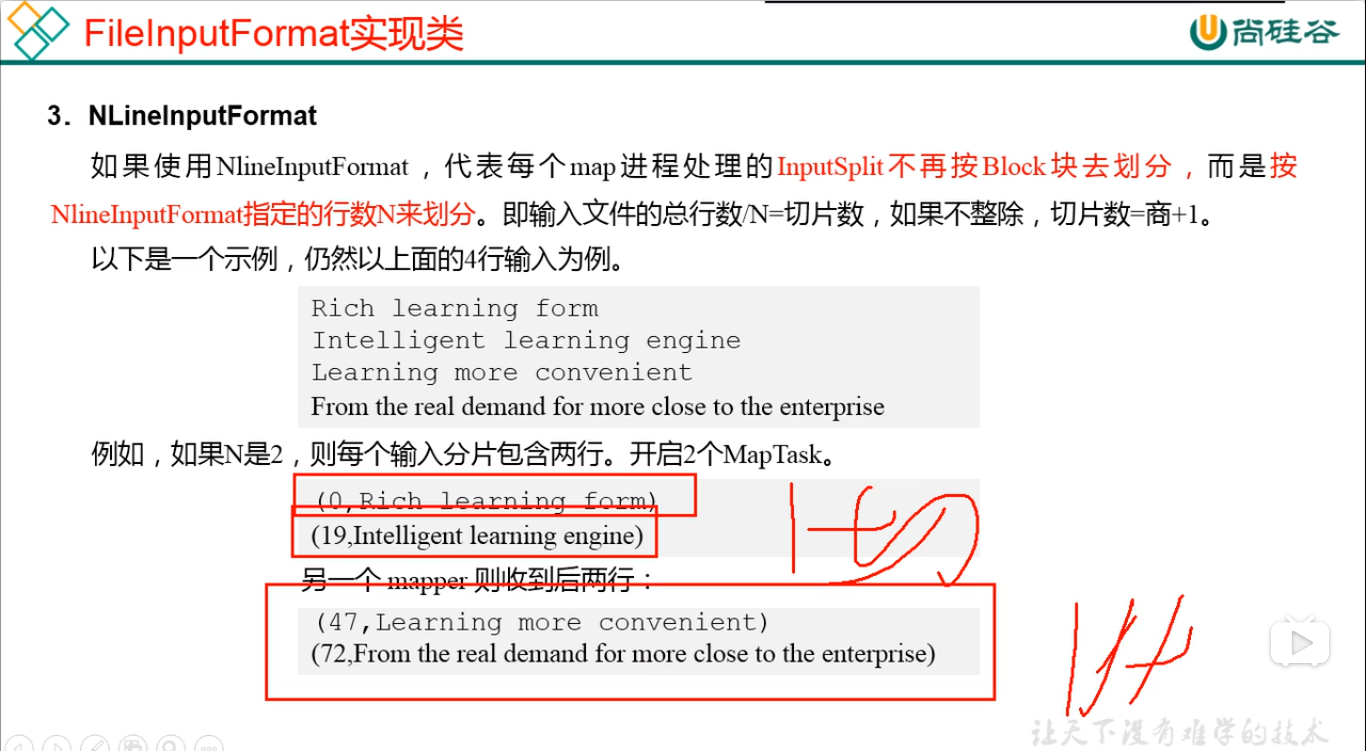 FileInputFormat实现类
尚硅谷
3．NLineInputFormat
如果使用NlineInputFormat，代表每个map进程处理的InputSplit不再按Block块去划分，而是按
NlineInputFormat指定的行数N来划分。即输入文件的总行数/N=切片数，如果不整除，切片数=商+1。
以下是一个示例，仍然以上面的4行输入为例。
Rich learning form
Intelligent learning engine
Learning more convenient
From the real demand for more close to the enterprise
例如，如果N是2，则每个输入分片包含两行。开启2个MapTask。
(0,Rich learning form)
(19,Intelligent learning engine)
另一个 mapper 则收到后两行：
(47,Learning more convenient)
(72,From the real demand for more close to the enterprise)
让天下没有难学的技术